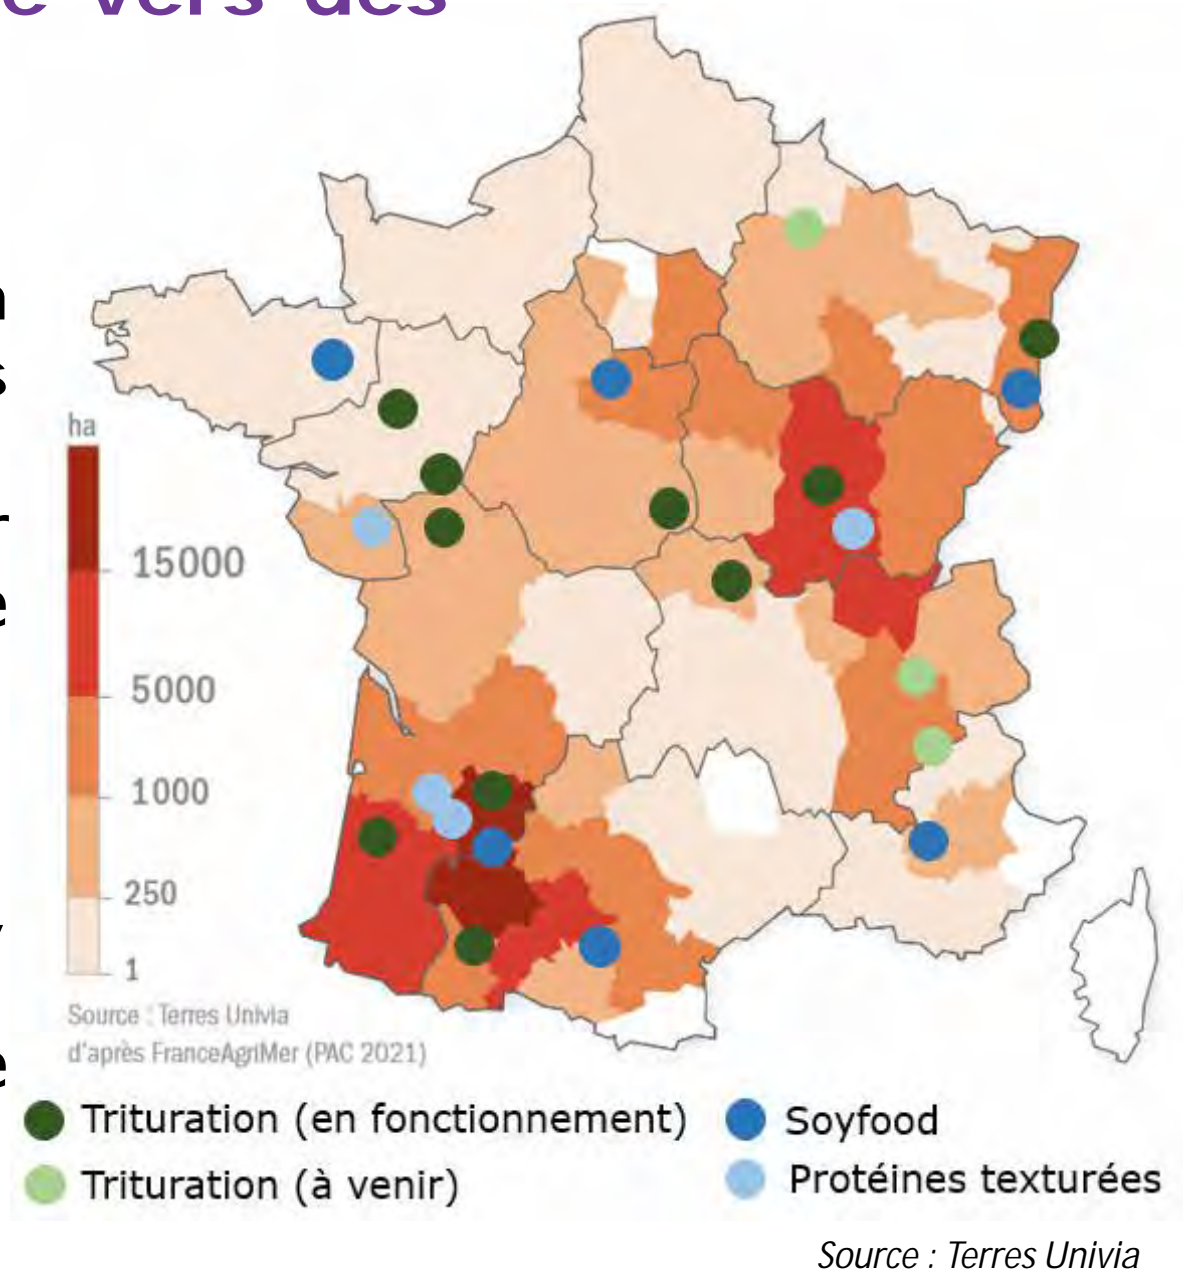 e vers des
n
s
ha
15000
e
5000
1000
250
1
Source : Terres Univia
d'après FranceAgriMer (PAC 2021)
e
Trituration (en fonctionnement)
Soyfood
Trituration (à venir)
Protéines texturées
Source : Terres Univia